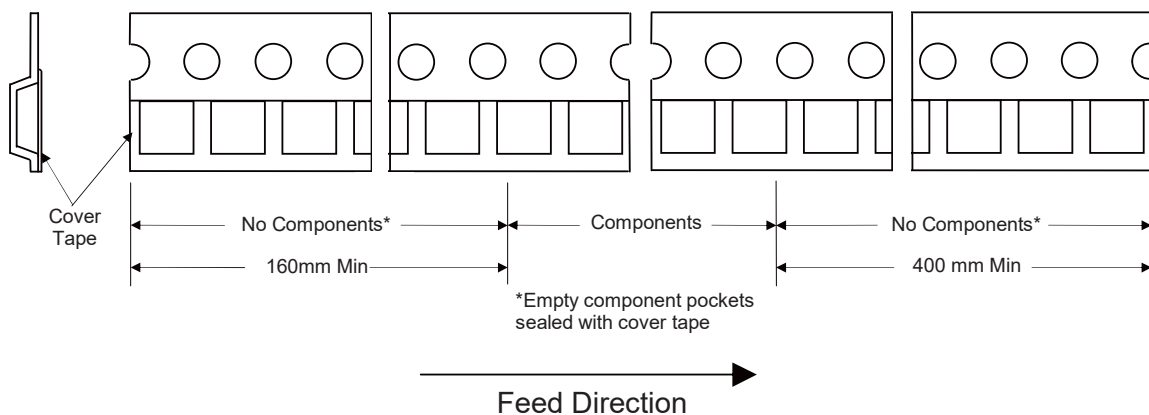 Cover
Tape
No Components*
Components
No Components*
160mm Min
400 mm Min
*Empty component pockets
sealed with cover tape
Feed Direction